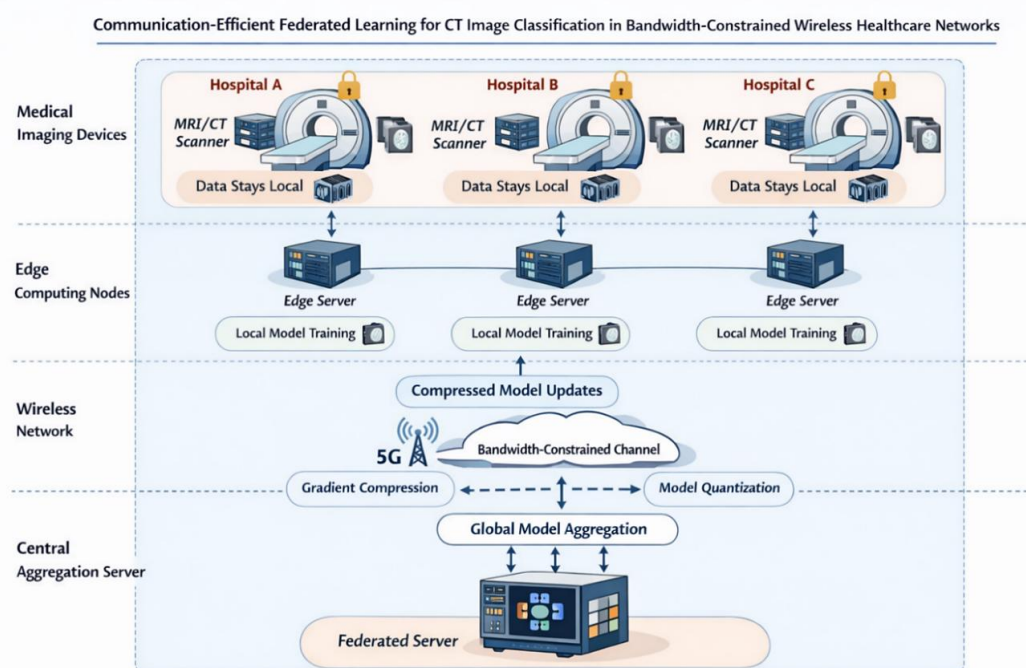 Communication-Efficient Federated Learning for CT Image Classification in Bandwidth-Constrained Wireless Healthcare Networks
Medical
Imaging Devices
Hospital A
MRI/CT
Scanner
Data Stays Local
Hospital B
MRI/CT
Scanner
Data Stays Local
Hospital C
MRI/CT
Scanner
Data Stays Local
Edge
Computing Nodes
Edge Server
Local Model Training
Edge Server
Local Model Training
Edge Server
Local Model Training
Wireless
Network
Compressed Model Updates
5G
Bandwidth-Constrained Channel
Gradient Compression
Model Quantization
Central
Aggregation Server
Global Model Aggregation
Federated Server